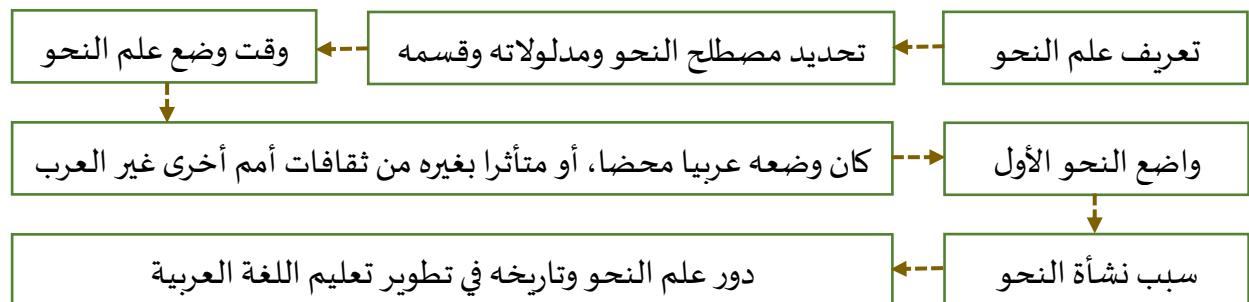 تعريف علم النحو
تحديد مصطلح النحو ومدلولاته وقسمه
وقت وضع علم النحو
كان وضعه عربيا محضا، أو متأثرا بغيره من ثقافات أمم أخرى غير العرب
واضع النحو الأول
سبب نشأة النحو
دور علم النحو وتاريخه في تطوير تعليم اللغة العربية